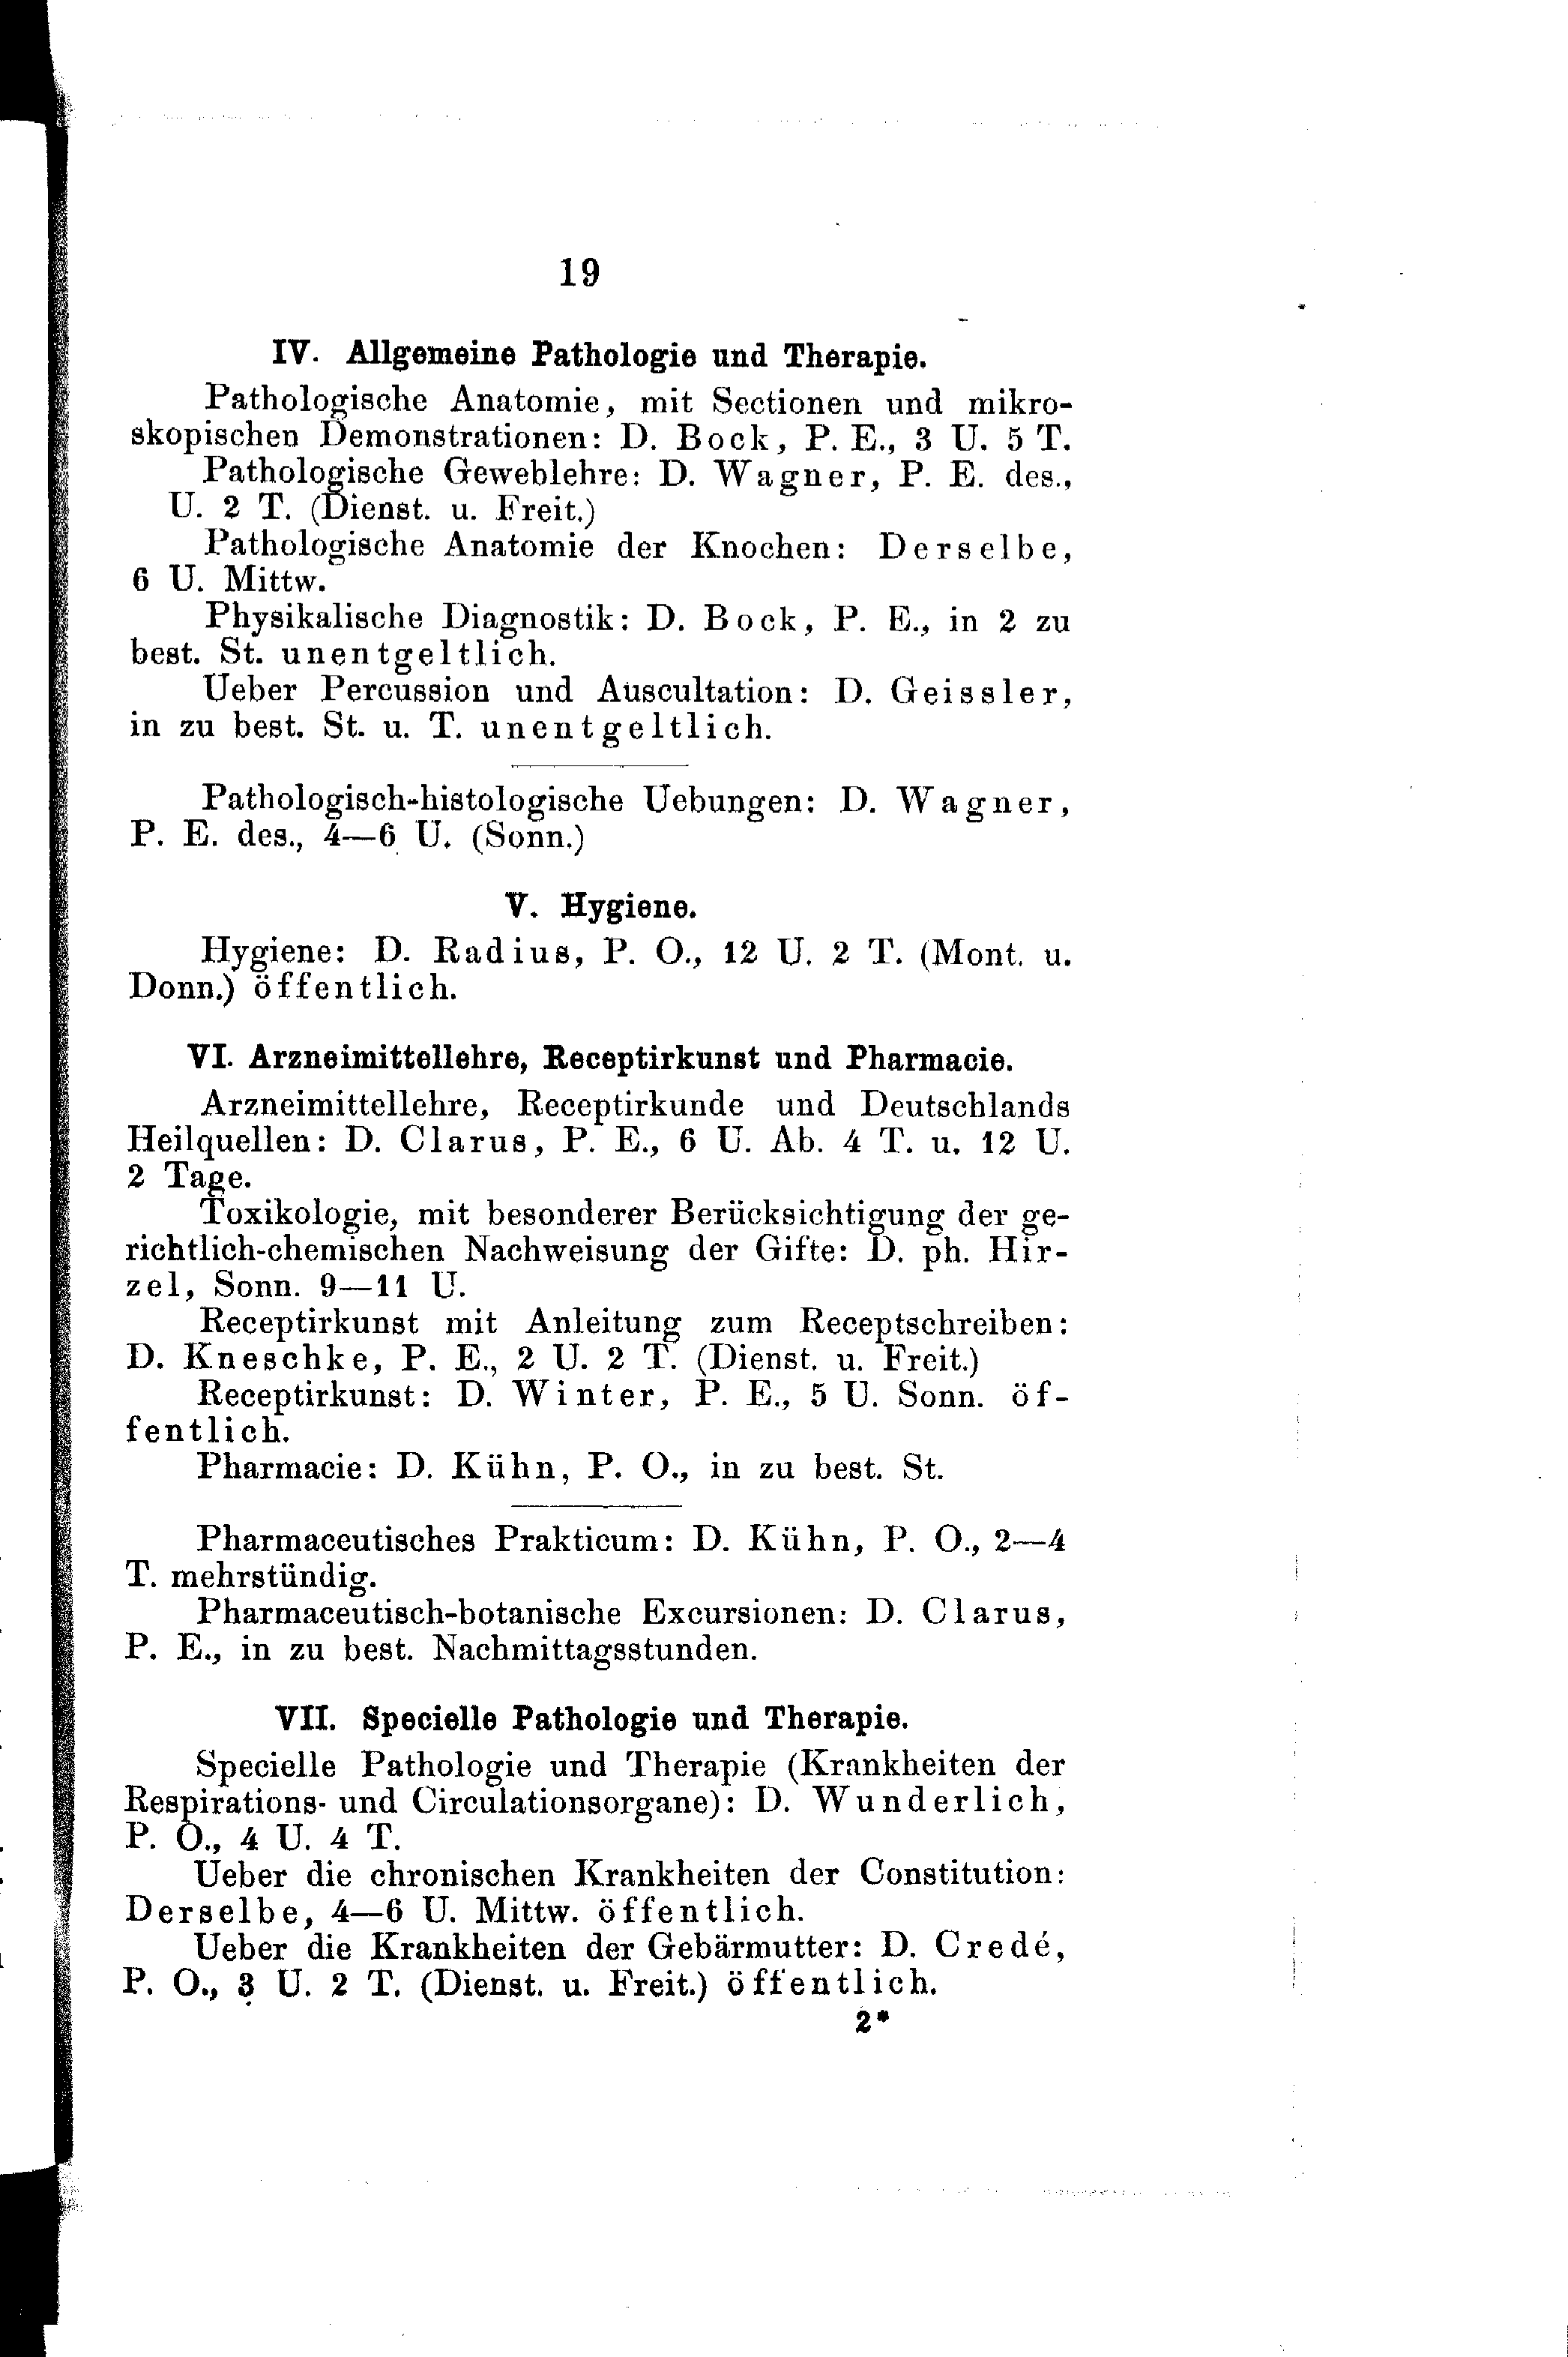 19
IV. Allgemeine Pathologie und Therapie.
Pathologische Anatomie, mit Sectionen und mikro-
skopischen Demonstrationen: D. Bock, P. E., 3 U. 5 T.
Pathologische Geweblehre: D. Wagner, P. E. des.,
U. 2 T. (Dienst. u. Freit.)
Pathologische Anatomie der Knochen: Derselbe,
6 U. Mittw.
Physikalische Diagnostik: D. Bock, P. E., in 2 zu
best. St. unentgeltlich.
Ueber Percussion und Auscultation: D. Geissler,
in zu best. St. u. T. unentgeltlich.
Pathologisch-histologische Uebungen: D. Wagner,
P. E. des., 4—6 U. (Sonn.)
V. Hygiene.
Hygiene: D. Radius, P. O., 12 U. 2 T. (Mont. u.
Donn.) öffentlich.
VI. Arzneimittellehre, Receptirkunst und Pharmacie.
Arzneimittellehre, Receptirkunde und Deutschlands
Heilquellen: D. Clarus, P. E., 6 U. Ab. 4 T. u. 12 U.
2 Tage.
Toxikologie, mit besonderer Berücksichtigung der ge-
richtlich-chemischen Nachweisung der Gifte: D. ph. Hir-
zel, Sonn. 9—11 U.
Receptirkunst mit Anleitung zum Receptschreiben:
D. Kneschke, P. E., 2 U. 2 T. (Dienst. u. Freit.)
Receptirkunst: D. Winter, P. E., 5 U. Sonn. öf-
fentlich.
Pharmacie: D. Kühn, P. O., in zu best. St.
Pharmaceutisches Prakticum: D. Kühn, P. O., 2—4
T. mehrstündig.
Pharmaceutisch-botanische Excursionen: D. Clarus,
P. E., in zu best. Nachmittagsstunden.
VII. Specielle Pathologie und Therapie.
Specielle Pathologie und Therapie (Krankheiten der
Respirations- und Circulationsorgane): D. Wunderlich,
P. O., 4 U. 4 T.
Ueber die chronischen Krankheiten der Constitution:
Derselbe, 4—6 U. Mittw. öffentlich.
Ueber die Krankheiten der Gebärmutter: D. Credé,
P. O., 3 U. 2 T. (Dienst. u. Freit.) öffentlich.
2*